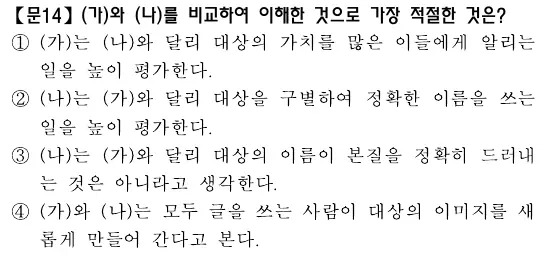 【문14】 (가)와 (나)를 비교하여 이해한 것으로 가장 적절한 것은?
① (가)는 (나)와 달리 대상의 가치를 많은 이들에게 알리는
일을 높이 평가한다.
② (나)는 (가)와 달리 대상을 구별하여 정확한 이름을 쓰는
일을 높이 평가한다.
③ (나)는 (가)와 달리 대상의 이름이 본질을 정확히 드러내
는 것은 아니라고 생각한다.
④ (가)와 (나)는 모두 글을 쓰는 사람이 대상의 이미지를 새
롭게 만들어 간다고 본다.